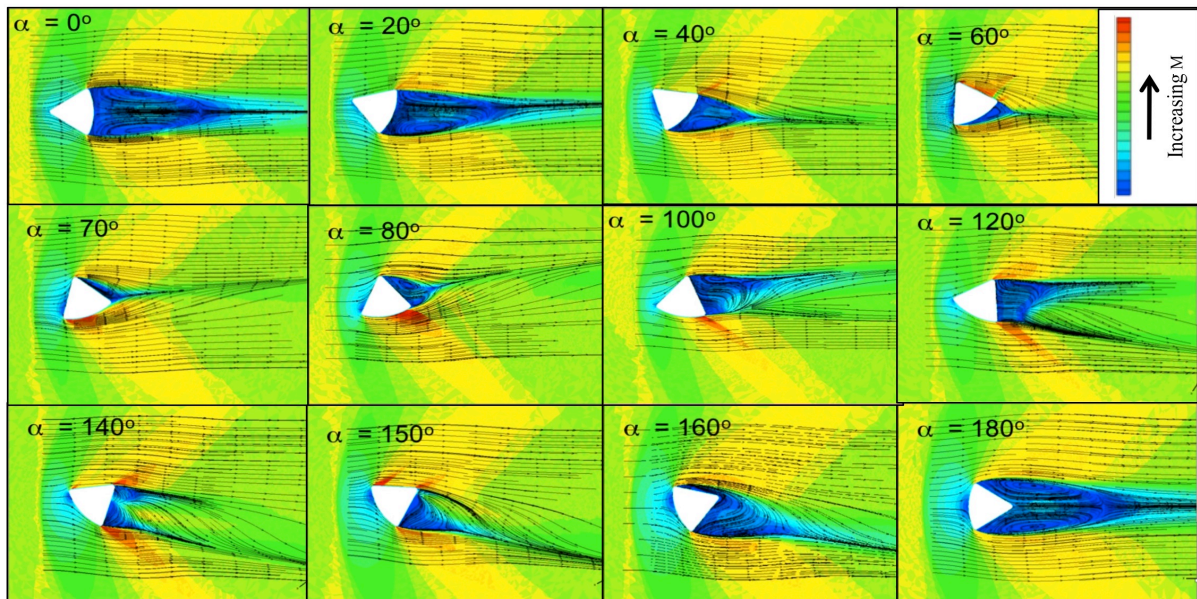 α = 0°
α = 20°
α = 40°
α = 60°
Increasing M
α = 70°
α = 80°
α = 100°
α = 120°
α = 140°
α = 150°
α = 160°
α = 180°